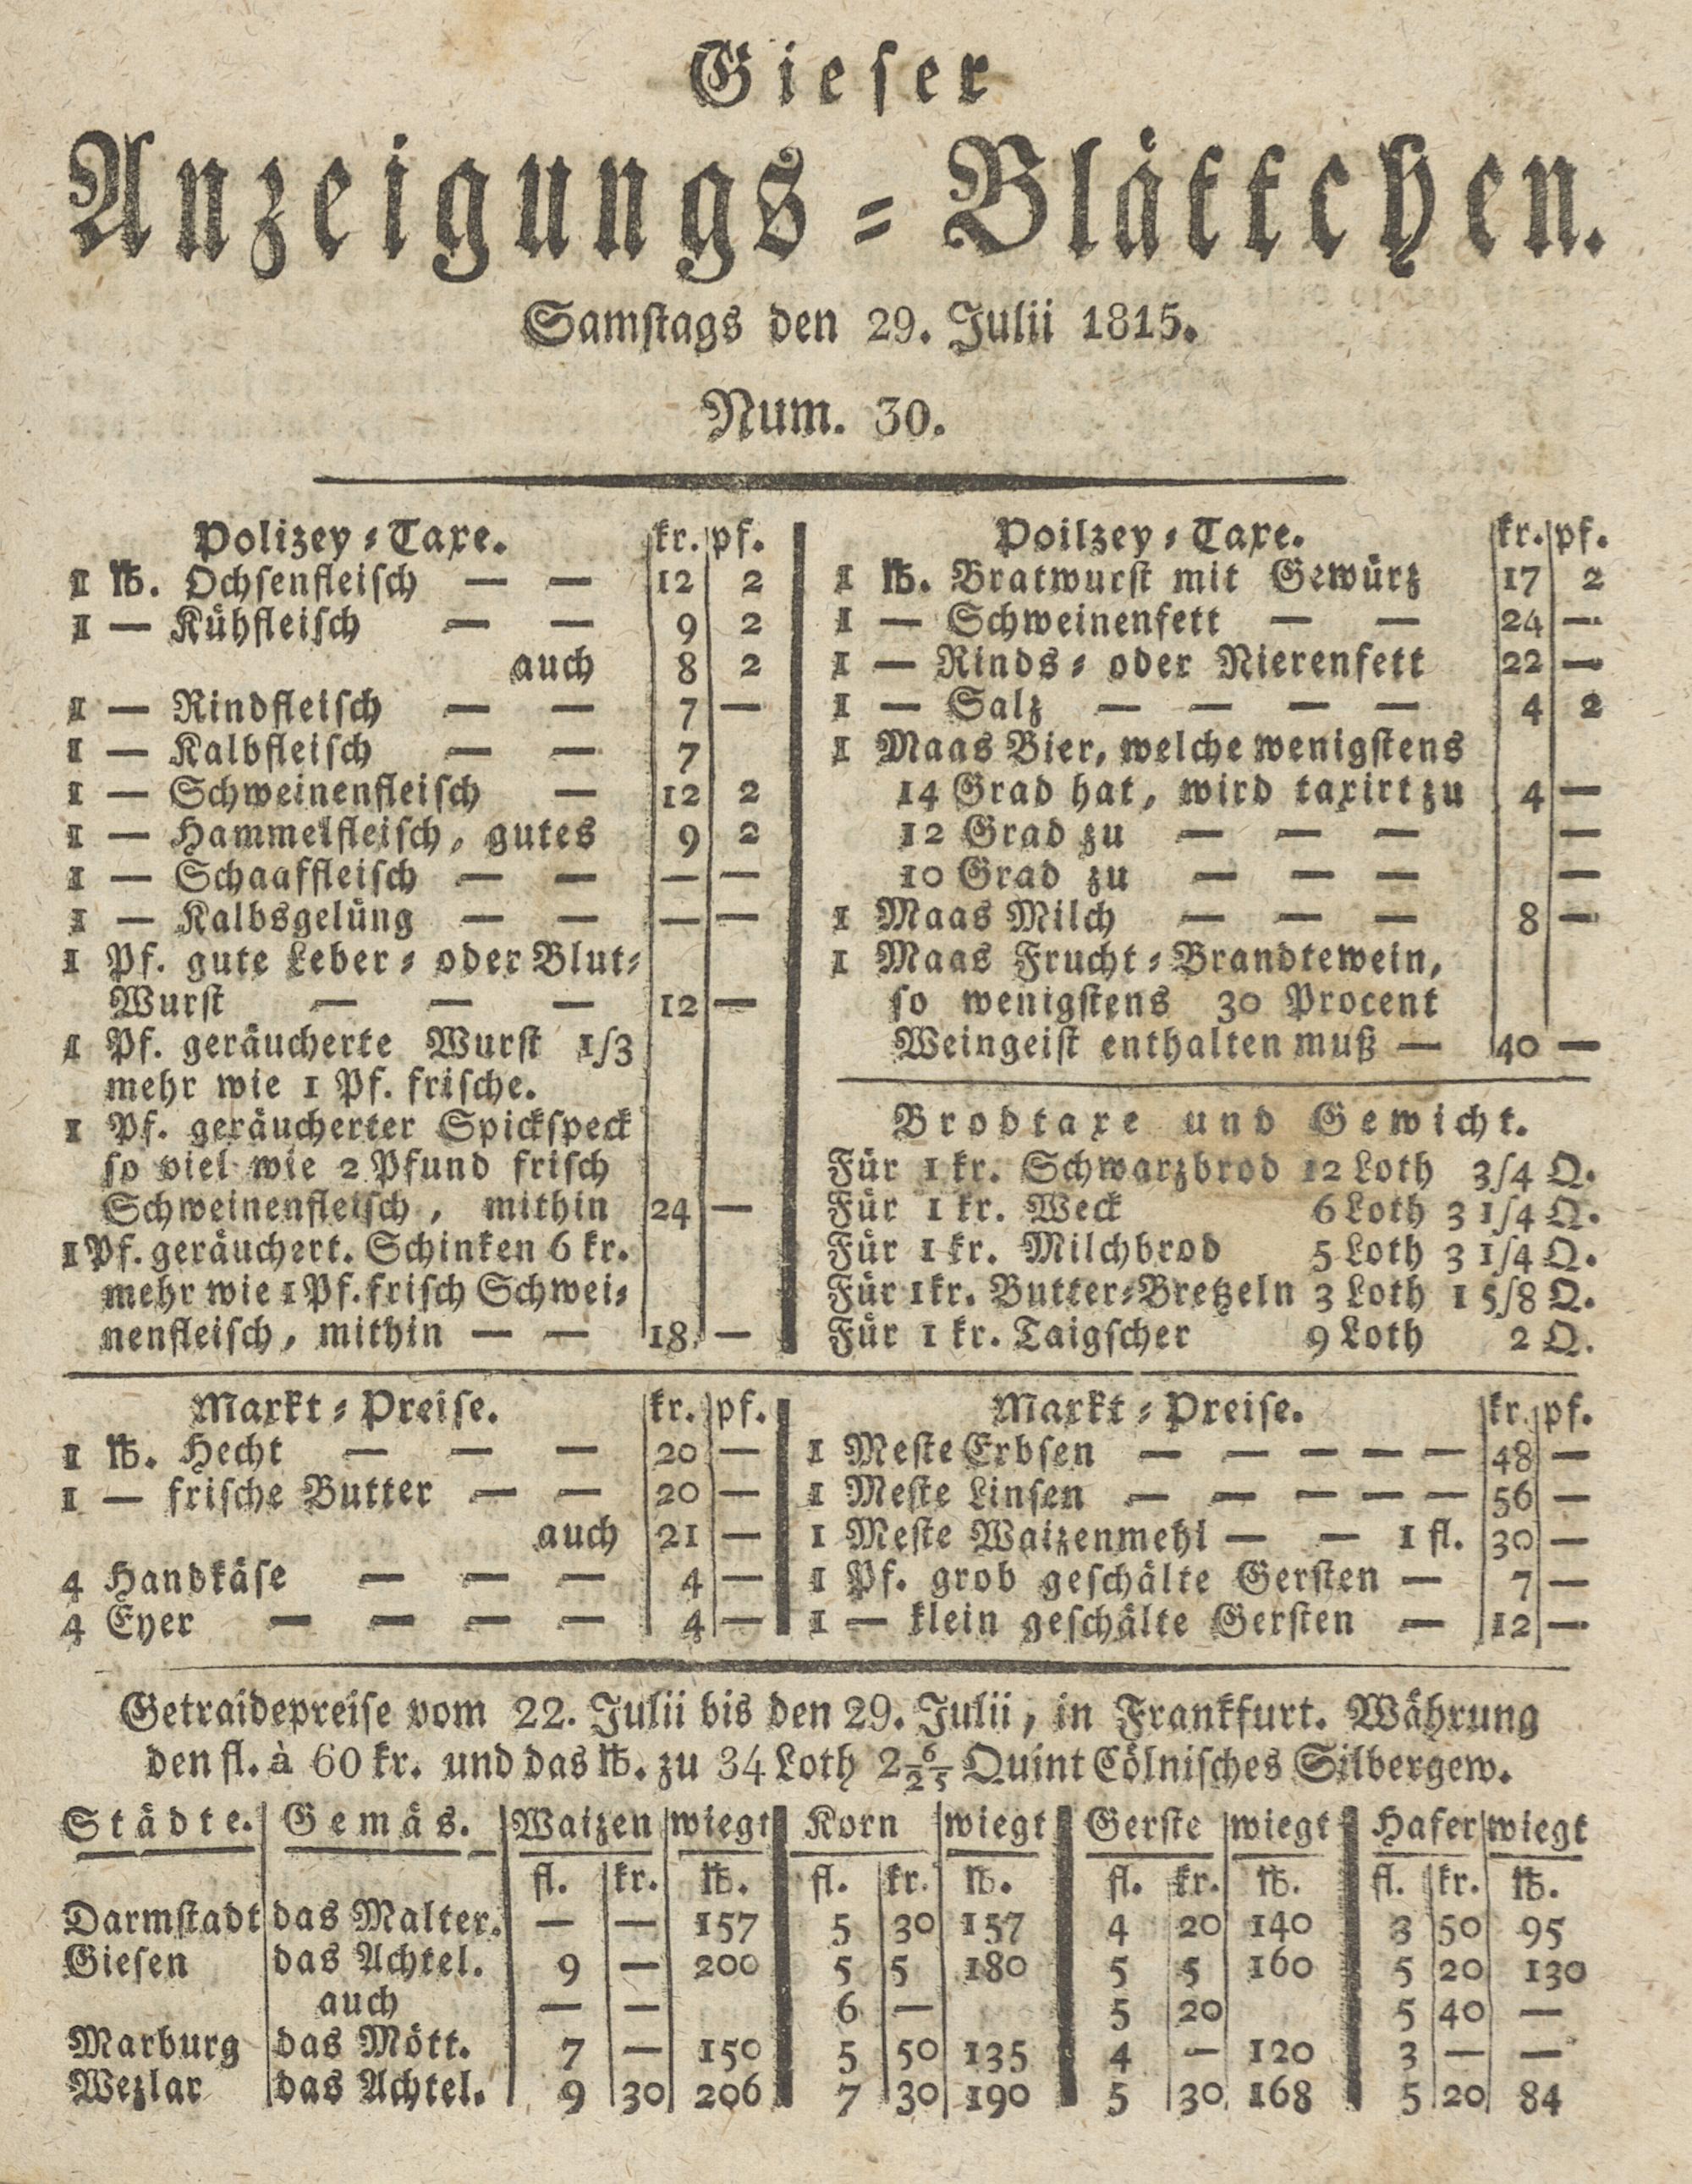 Gieser
Anzeigungs-Blättchen.
Samstags den 29. Julii 1815.
Num. 30.
Polizey-Taxe. kr. pf.
1 ℔. Ochsenfleisch — — 12 2
1 — Kühfleisch — — 9 2
auch 8 2
1 — Rindfleisch — — 7 —
1 — Kalbfleisch — — 7
1 — Schweinenfleisch — 12 2
1 — Hammelfleisch, gutes 9 2
1 — Schaaffleisch — — — —
1 — Kalbsgelüng — — — —
1 Pf. gute Leber- oder Blut-
Wurst — — — 12 —
1 Pf. geräucherte Wurst 1/3
mehr wie 1 Pf. frische.
1 Pf. geräucherter Spickspeck
so viel wie 2 Pfund frisch
Schweinenfleisch, mithin 24 —
1 Pf. geräuchert. Schinken 6 kr.
mehr wie 1 Pf. frisch Schwei-
nenfleisch, mithin — — 18 —
Poilzey-Taxe. kr. pf.
1 ℔. Bratwurst mit Gewürz 17 2
1 — Schweinenfett — — 24 —
1 — Rinds- oder Nierenfett 22 —
1 — Salz — — — — 4 2
1 Maas Bier, welche wenigstens
14 Grad hat, wird taxirt zu 4 —
12 Grad zu — — — —
10 Grad zu — — — —
1 Maas Milch — — — 8 —
1 Maas Frucht-Brandtewein,
so wenigstens 30 Procent
Weingeist enthalten muß — 40 —
Brodtaxe und Gewicht.
Für 1 kr. Schwarzbrod 12 Loth 3/4 Q.
Für 1 kr. Weck 6 Loth 3 1/4 Q.
Für 1 kr. Milchbrod 5 Loth 3 1/4 Q.
Für 1 kr. Butter-Bretzeln 3 Loth 1 5/8 Q.
Für 1 kr. Taigscher 9 Loth 2 Q.
Markt-Preise. kr. pf.
1 ℔. Hecht — — — 20 —
1 — frische Butter — — 20 —
auch 21 —
4 Handkäse — — — 4 —
4 Eyer — — — — 4 —
Markt-Preise. kr. pf.
1 Meste Erbsen — — — — — 48 —
1 Meste Linsen — — — — — 56 —
1 Meste Waizenmehl — — 1 fl. 30 —
1 Pf. grob geschälte Gersten — 7 —
1 — klein geschälte Gersten — 12 —
Getraidepreise vom 22. Julii bis den 29. Julii, in Frankfurt. Währung
den fl. à 60 kr. und das ℔. zu 34 Loth 2 6/25 Quint Cölnisches Silbergew.
Städte. Gemäs. Waizen wiegt Korn wiegt Gerste wiegt Hafer wiegt
fl. kr. ℔. fl. kr. ℔. fl. kr. ℔. fl. kr. ℔.
Darmstadt das Malter. — — 157 5 30 157 4 20 140 3 50 95
Giesen das Achtel. 9 — 200 5 5 180 5 5 160 5 20 130
auch — — 6 — 5 20 5 40 —
Marburg das Mött. 7 — 150 5 50 135 4 — 120 3 — —
Wezlar das Achtel. 9 30 206 7 30 190 5 30 168 5 20 84